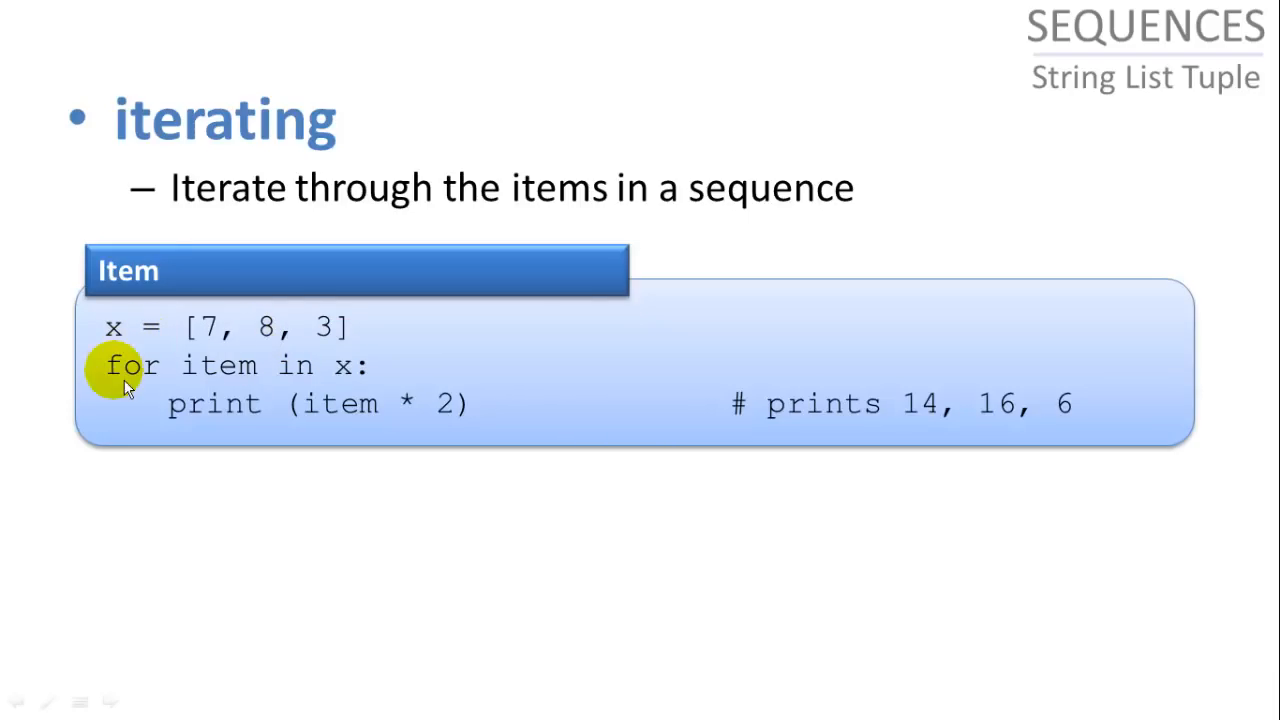 SEQUENCES
String List Tuple
• iterating
– Iterate through the items in a sequence
Item
x = [7, 8, 3]
for item in x:
    print (item * 2)                 # prints 14, 16, 6